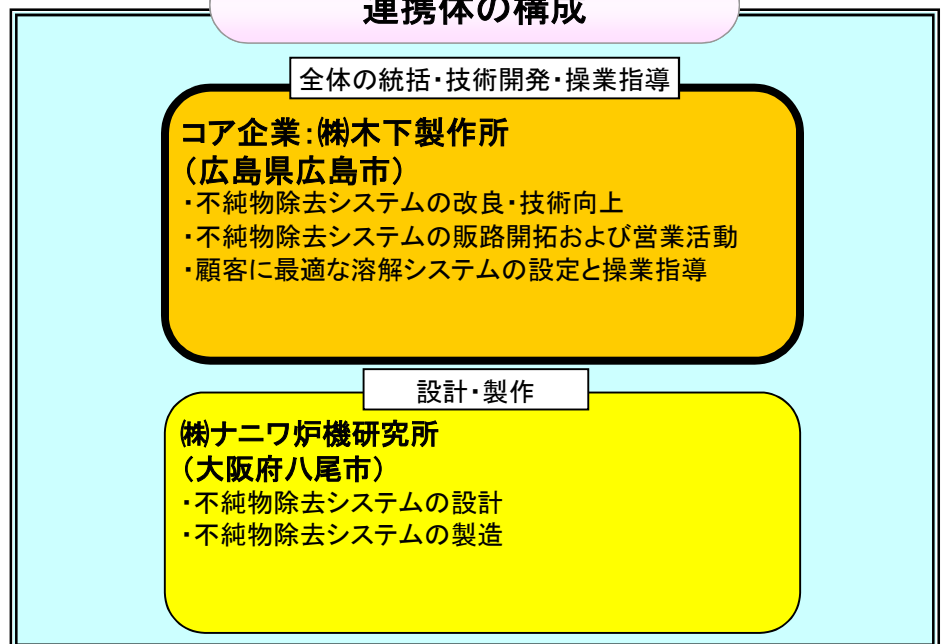 連携体の構成
全体の統括・技術開発・操業指導
コア企業：㈱木下製作所
（広島県広島市）
・不純物除去システムの改良・技術向上
・不純物除去システムの販路開拓および営業活動
・顧客に最適な溶解システムの設定と操業指導
設計・製作
㈱ナニワ炉機研究所
（大阪府八尾市）
・不純物除去システムの設計
・不純物除去システムの製造